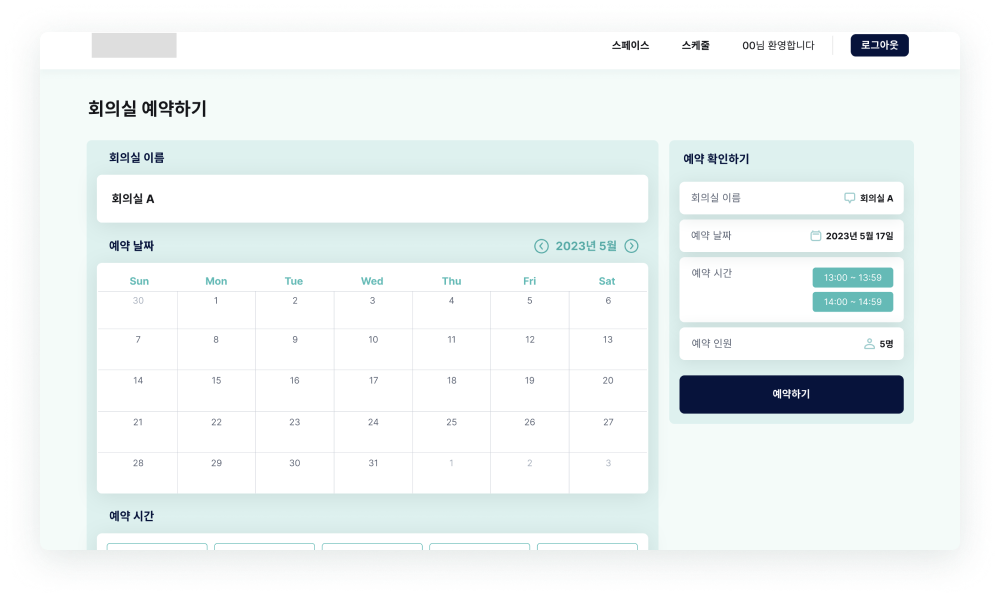 스페이스 스케줄 00님 환영합니다 로그아웃
회의실 예약하기
회의실 이름
회의실 A
예약 날짜 2023년 5월
Sun Mon Tue Wed Thu Fri Sat
30 1 2 3 4 5 6
7 8 9 10 11 12 13
14 15 16 17 18 19 20
21 22 23 24 25 26 27
28 29 30 31 1 2 3
예약 시간
예약 확인하기
회의실 이름 회의실 A
예약 날짜 2023년 5월 17일
예약 시간 13:00 ~ 13:59
14:00 ~ 14:59
예약 인원 5명
예약하기